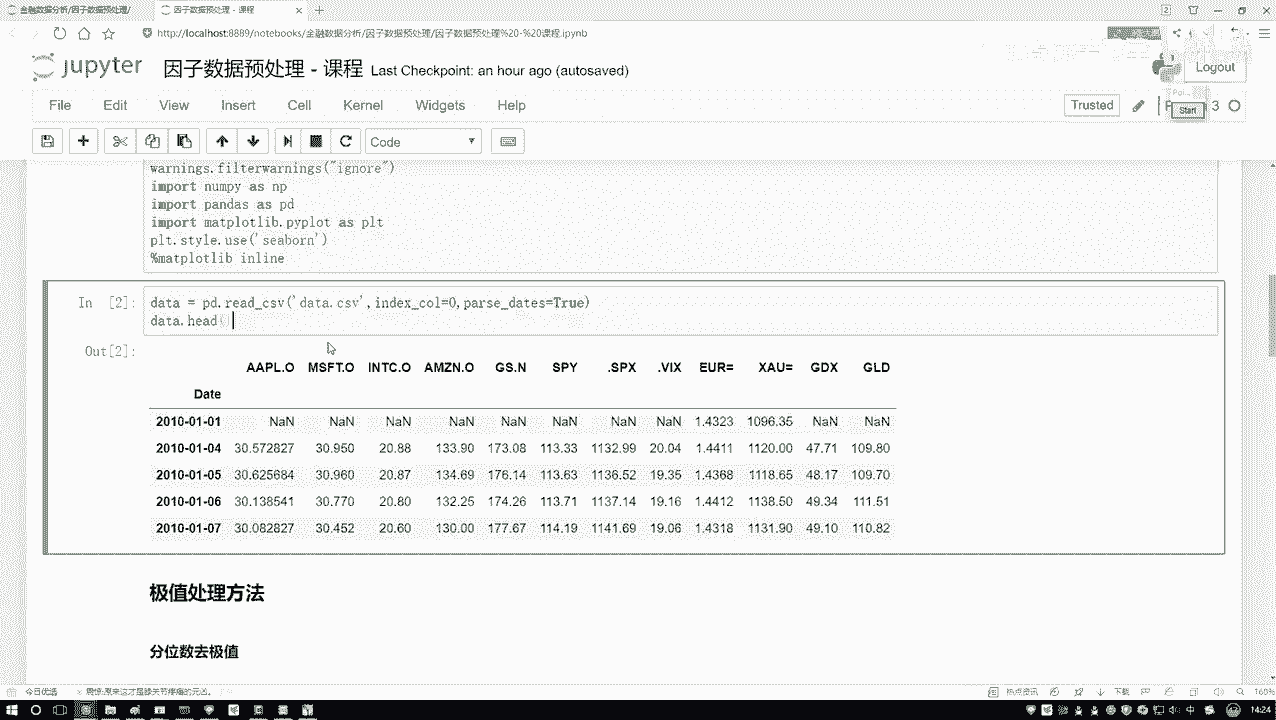 金融数据分析/因子数据预处理/
因子数据预处理 - 课程
http://localhost:8889/notebooks/金融数据分析/因子数据预处理/因子数据预处理%20-%20课程.ipynb
jupyter 因子数据预处理 - 课程 Last Checkpoint: an hour ago (autosaved)
Logout
File Edit View Insert Cell Kernel Widgets Help
Trusted
3
Start
Code
warnings.filterwarnings("ignore")
import numpy as np
import pandas as pd
import matplotlib.pyplot as plt
plt.style.use('seaborn')
%matplotlib inline
In [2]: data = pd.read_csv('data.csv',index_col=0,parse_dates=True)
data.head()
Out[2]:
AAPL.O MSFT.O INTC.O AMZN.O GS.N SPY .SPX .VIX EUR= XAU= GDX GLD
Date
2010-01-01 NaN NaN NaN NaN NaN NaN NaN NaN 1.4323 1096.35 NaN NaN
2010-01-04 30.572827 30.950 20.88 133.90 173.08 113.33 1132.99 20.04 1.4411 1120.00 47.71 109.80
2010-01-05 30.625684 30.960 20.87 134.69 176.14 113.63 1136.52 19.35 1.4368 1118.65 48.17 109.70
2010-01-06 30.138541 30.770 20.80 132.25 174.26 113.71 1137.14 19.16 1.4412 1138.50 49.34 111.51
2010-01-07 30.082827 30.452 20.60 130.00 177.67 114.19 1141.69 19.06 1.4318 1131.90 49.10 110.82
极值处理方法
分位数去极值
今日优选
热点资讯
下载
160%
中
14:24